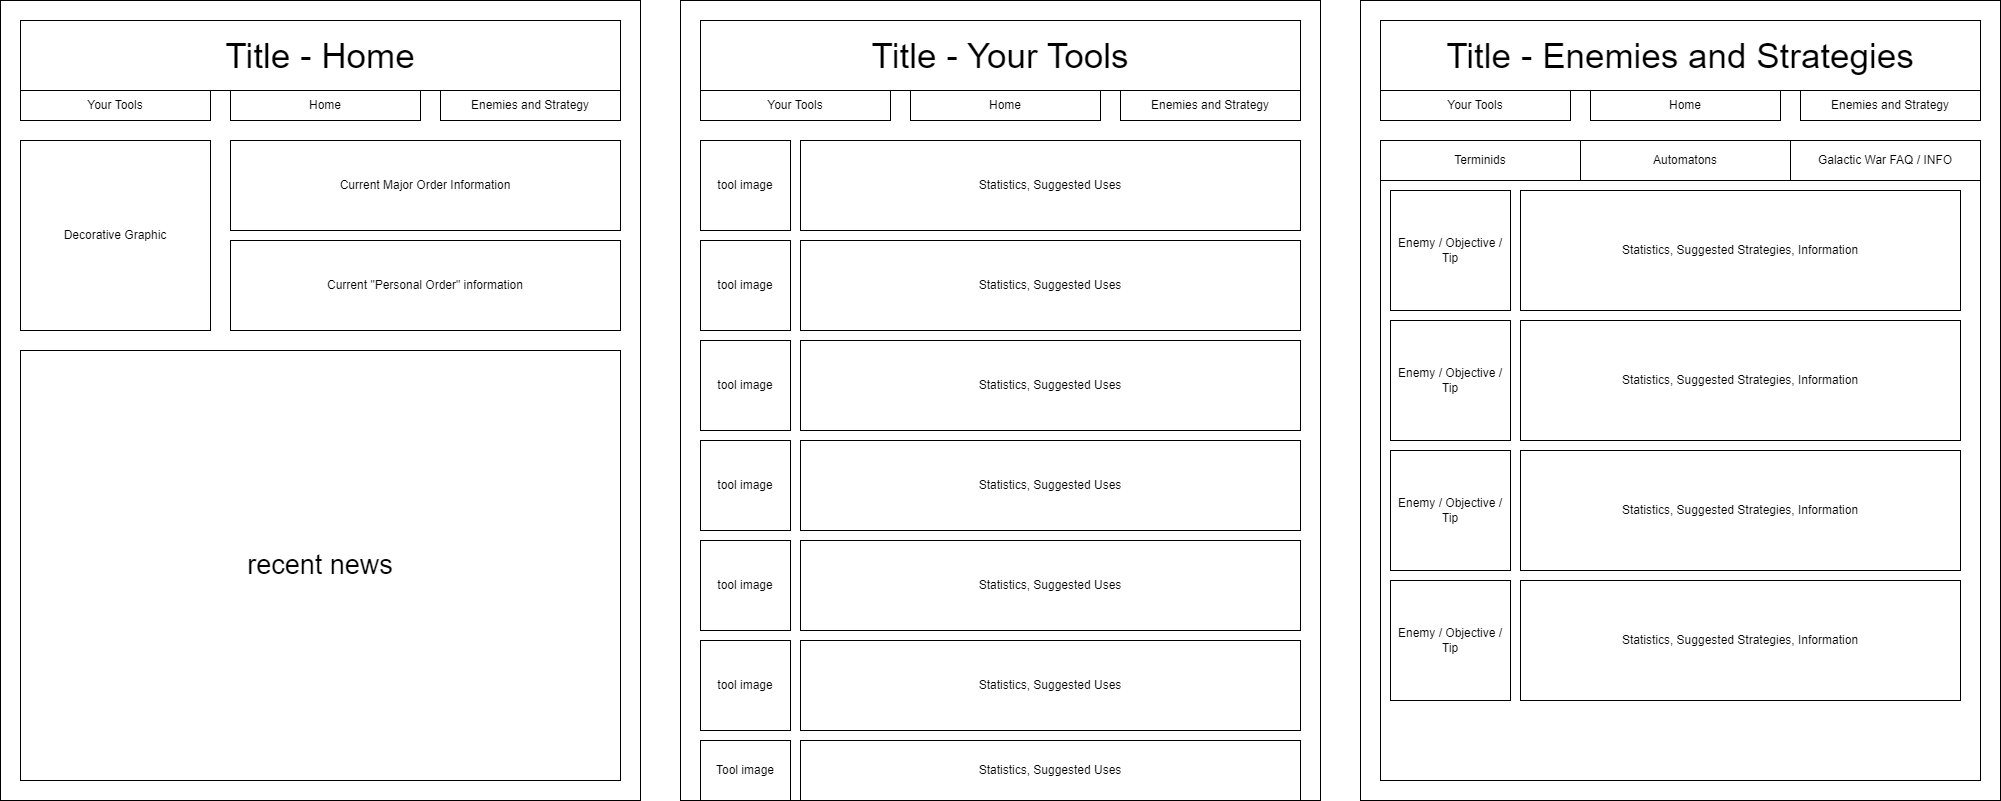 Title - Home
Your Tools
Home
Enemies and Strategy
Decorative Graphic
Current Major Order Information
Current "Personal Order" information
recent news
Title - Your Tools
Your Tools
Home
Enemies and Strategy
tool image
Statistics, Suggested Uses
tool image
Statistics, Suggested Uses
tool image
Statistics, Suggested Uses
tool image
Statistics, Suggested Uses
tool image
Statistics, Suggested Uses
tool image
Statistics, Suggested Uses
Tool image
Statistics, Suggested Uses
Title - Enemies and Strategies
Your Tools
Home
Enemies and Strategy
Terminids
Automatons
Galactic War FAQ / INFO
Enemy / Objective /
Tip
Statistics, Suggested Strategies, Information
Enemy / Objective /
Tip
Statistics, Suggested Strategies, Information
Enemy / Objective /
Tip
Statistics, Suggested Strategies, Information
Enemy / Objective /
Tip
Statistics, Suggested Strategies, Information